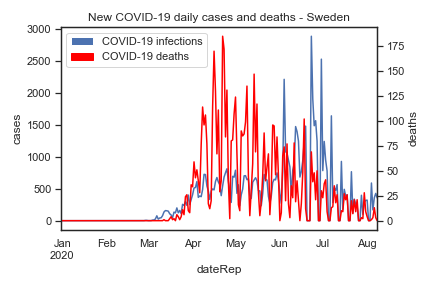 New COVID-19 daily cases and deaths - Sweden
COVID-19 infections
COVID-19 deaths
3000
2500
2000
1500
1000
500
0
cases
175
150
125
100
75
50
25
0
deaths
Jan Feb Mar Apr May Jun Jul Aug
2020
dateRep